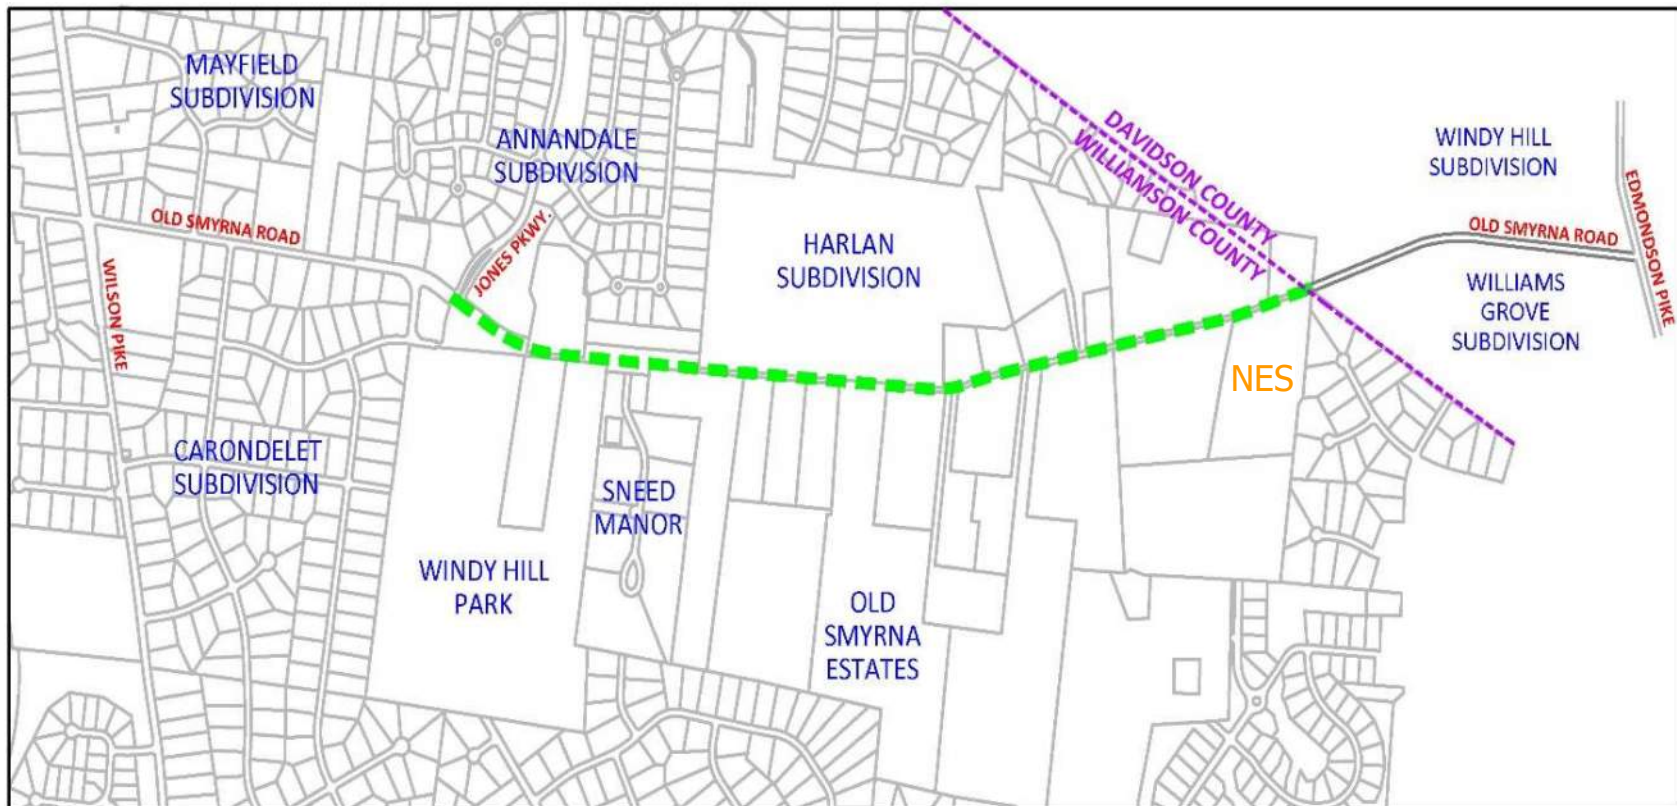 MAYFIELD
SUBDIVISION
ANNANDALE
SUBDIVISION
DAVIDSON COUNTY
WILLIAMSON COUNTY
WINDY HILL
SUBDIVISION
EDMONDSON PIKE
OLD SMYRNA ROAD
OLD SMYRNA ROAD
JONES PKWY.
HARLAN
SUBDIVISION
WILSON PIKE
WILLIAMS
GROVE
SUBDIVISION
NES
CARONDELET
SUBDIVISION
SNEED
MANOR
WINDY HILL
PARK
OLD
SMYRNA
ESTATES